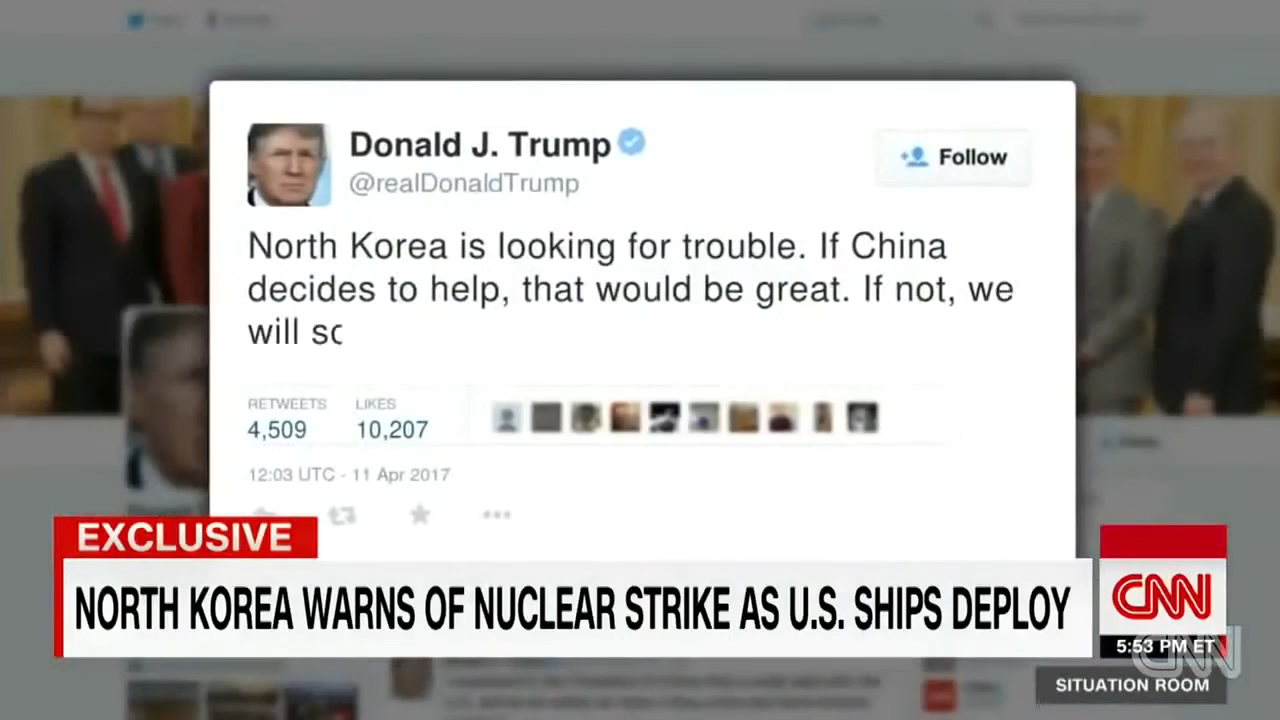 Donald J. Trump
@realDonaldTrump
Follow
North Korea is looking for trouble. If China
decides to help, that would be great. If not, we
will sc
RETWEETS LIKES
4,509 10,207
12:03 UTC - 11 Apr 2017
EXCLUSIVE
NORTH KOREA WARNS OF NUCLEAR STRIKE AS U.S. SHIPS DEPLOY
CNN
5:53 PM ET
CNN
SITUATION ROOM